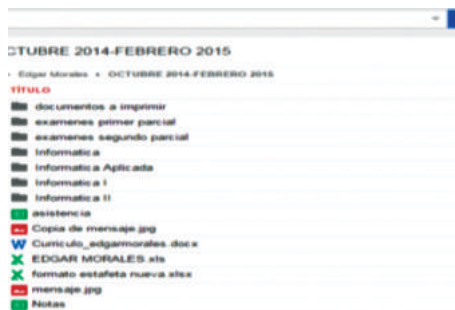 OCTUBRE 2014-FEBRERO 2015
Edgar Morales ▸ OCTUBRE 2014-FEBRERO 2015
TÍTULO
documentos a imprimir
examenes primer parcial
examenes segundo parcial
Informatica
Informatica Aplicada
Informatica I
Informatica II
asistencia
Copia de mensaje.jpg
Curriculo_edgarmorales.docx
EDGAR MORALES.xls
formato estafeta nueva.xlsx
mensaje.jpg
Notas